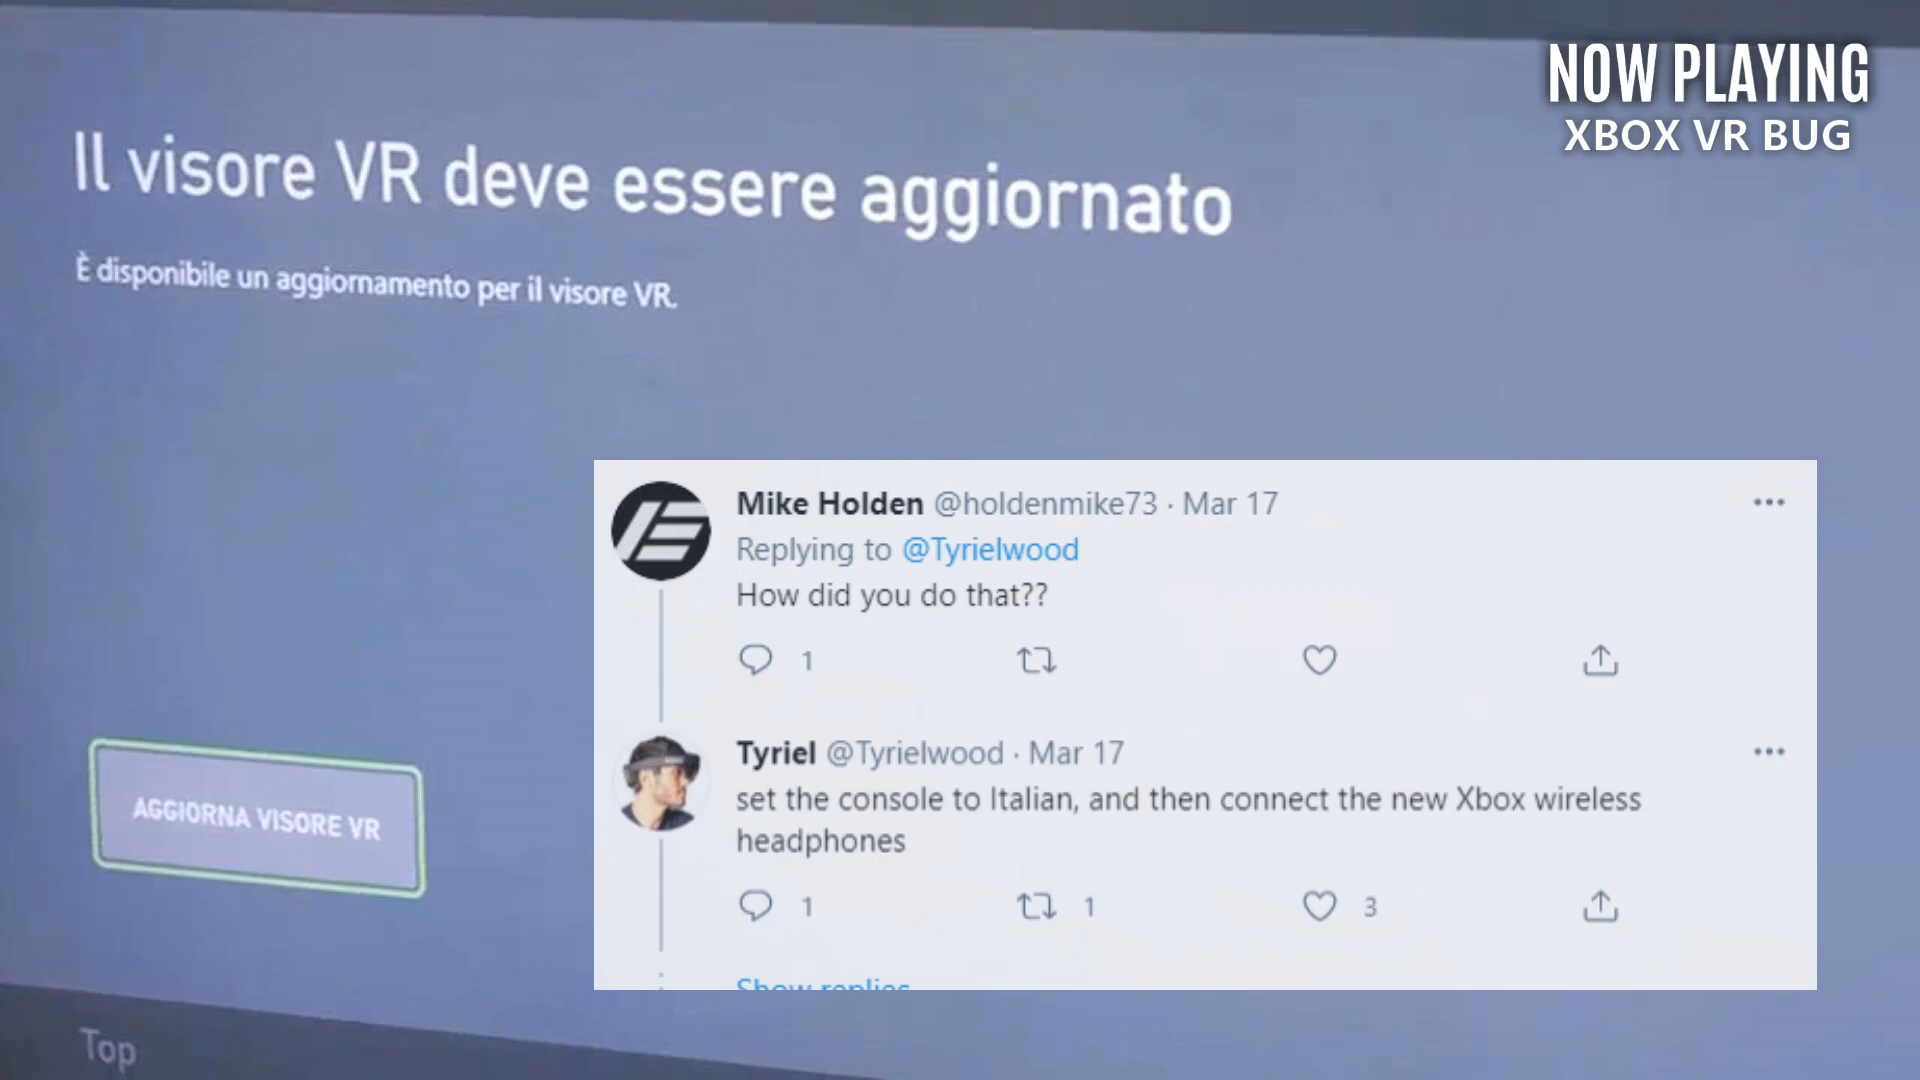 NOW PLAYING
XBOX VR BUG
Il visore VR deve essere aggiornato
È disponibile un aggiornamento per il visore VR.
AGGIORNA VISORE VR
Mike Holden @holdenmike73 · Mar 17
Replying to @Tyrielwood
How did you do that??
1
Tyriel @Tyrielwood · Mar 17
set the console to Italian, and then connect the new Xbox wireless
headphones
1 1 3
Show replies
Top